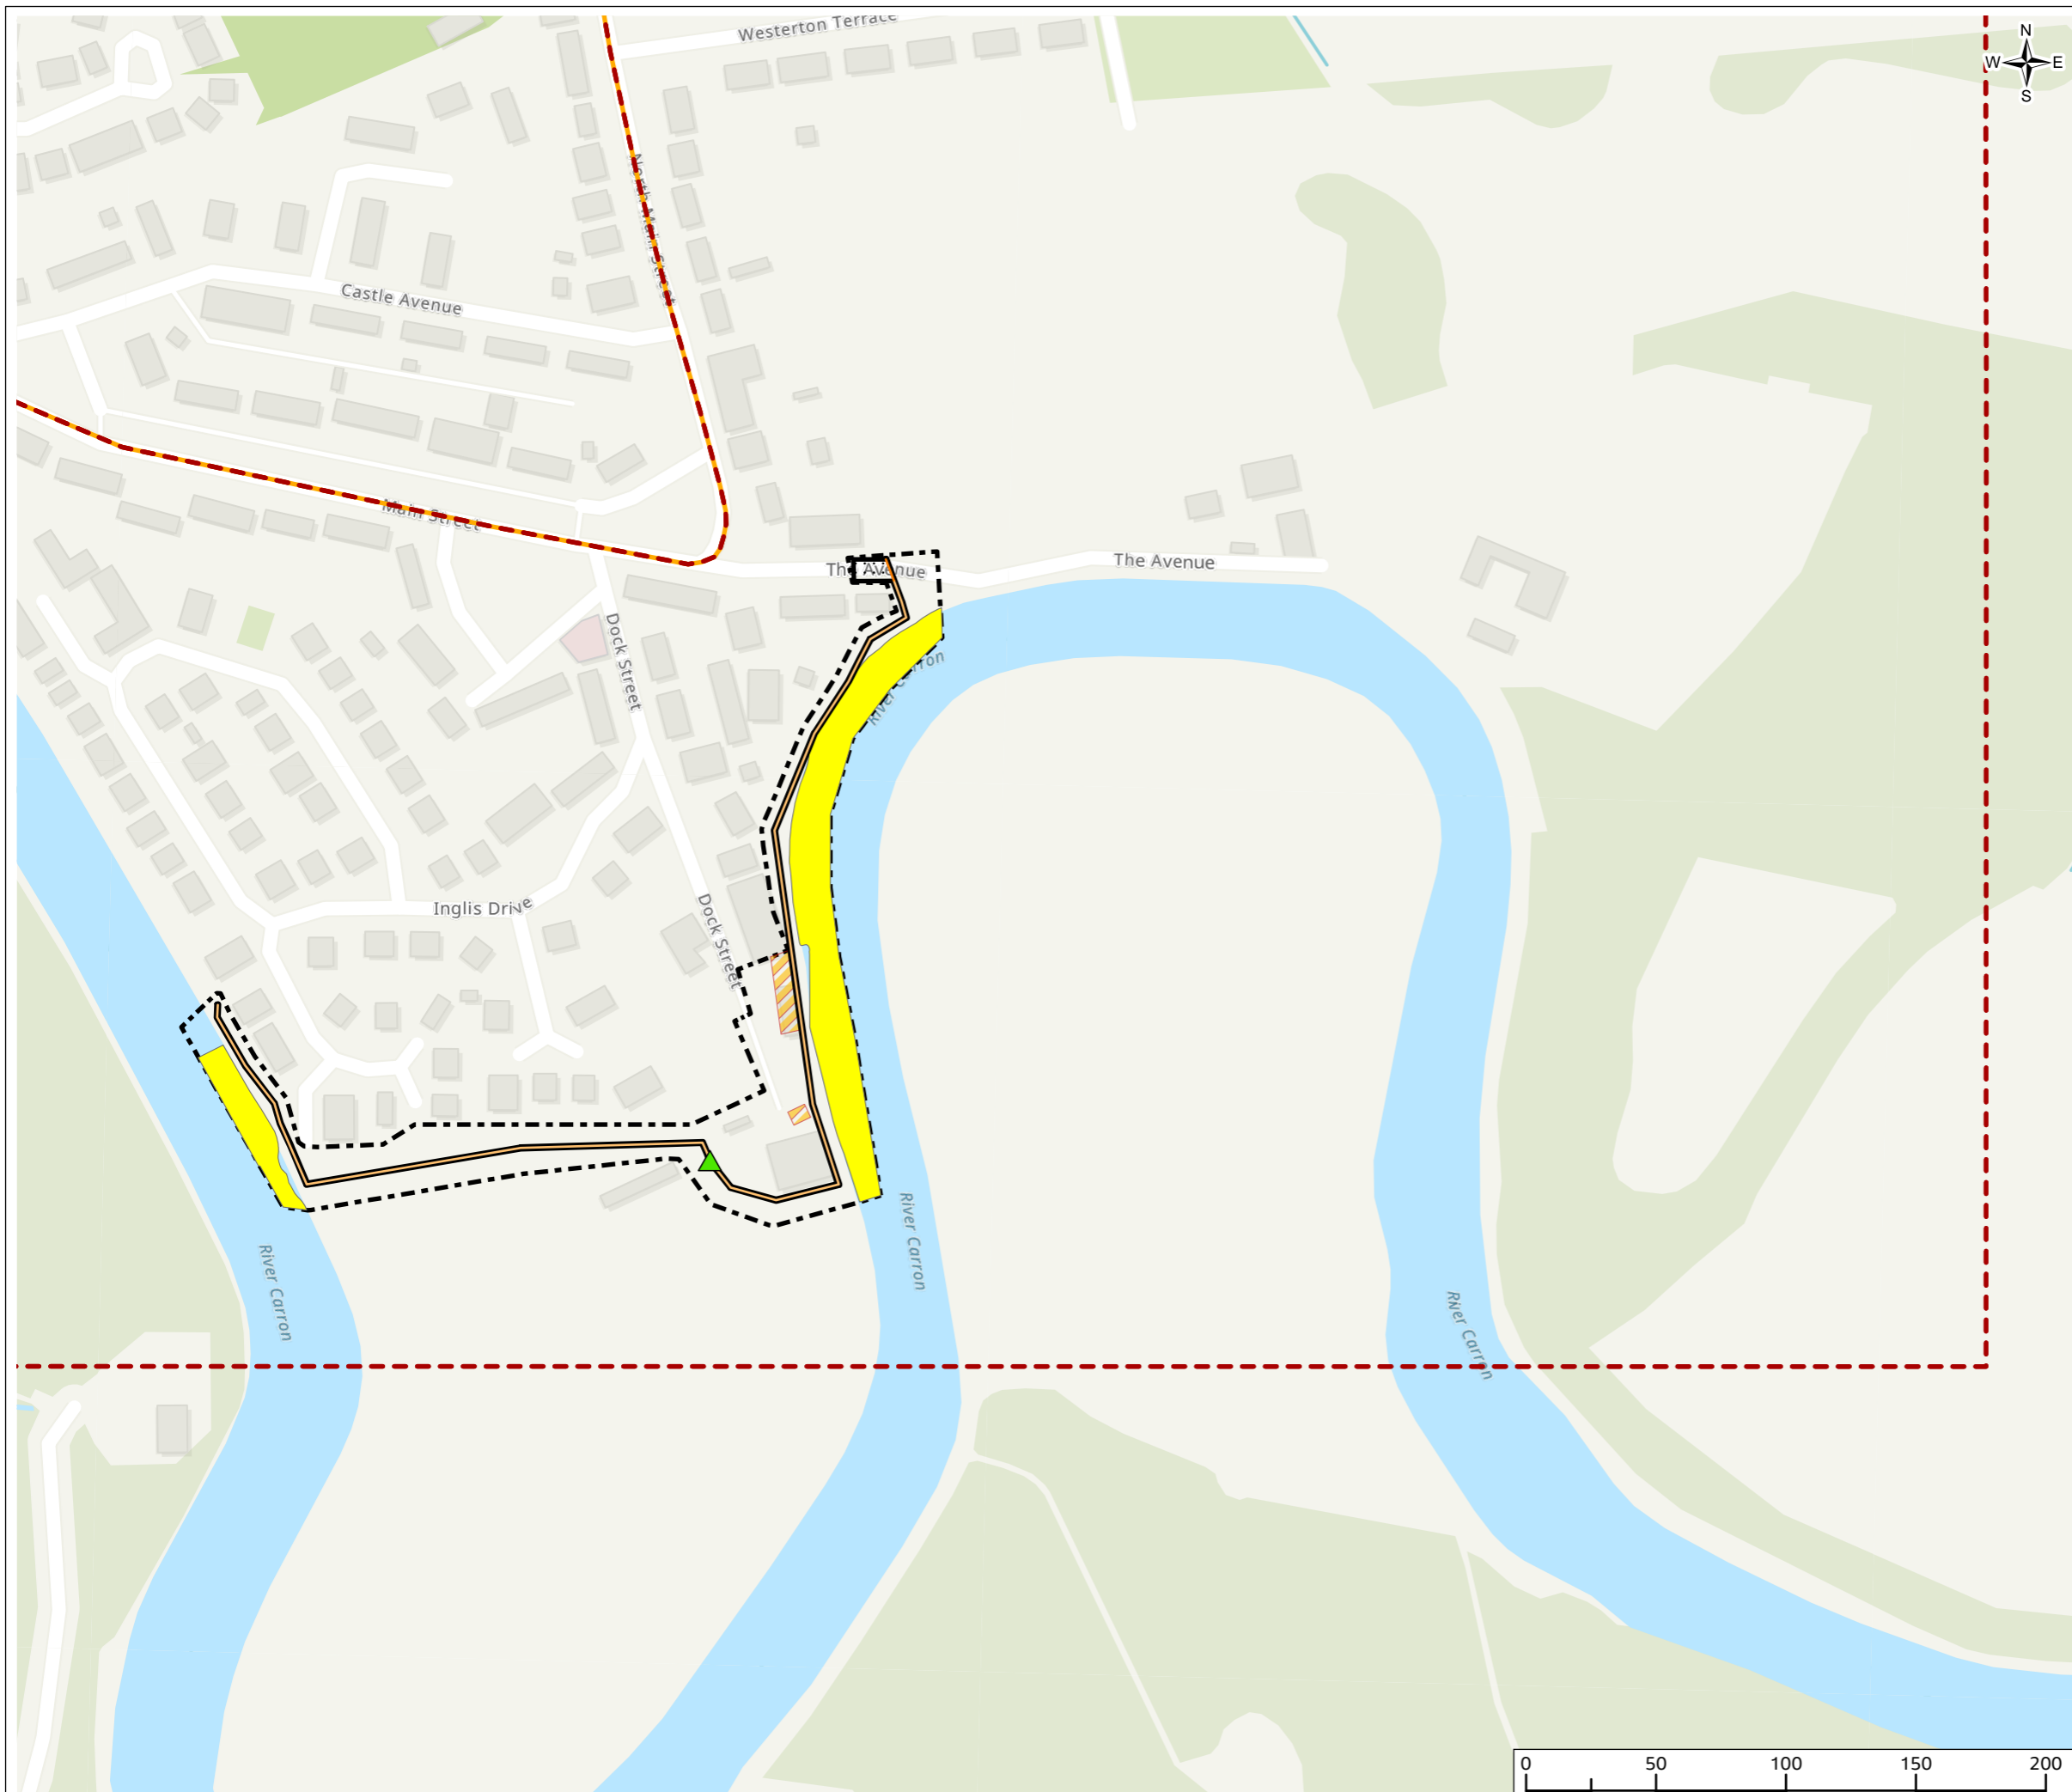 Westerton Terrace
N
W E
S
North Main Street
Castle Avenue
Main Street
The Avenue
The Avenue
Dock Street
River Carron
Inglis Drive
Dock Street
River Carron
River Carron
River Carron
0 50 100 150 200